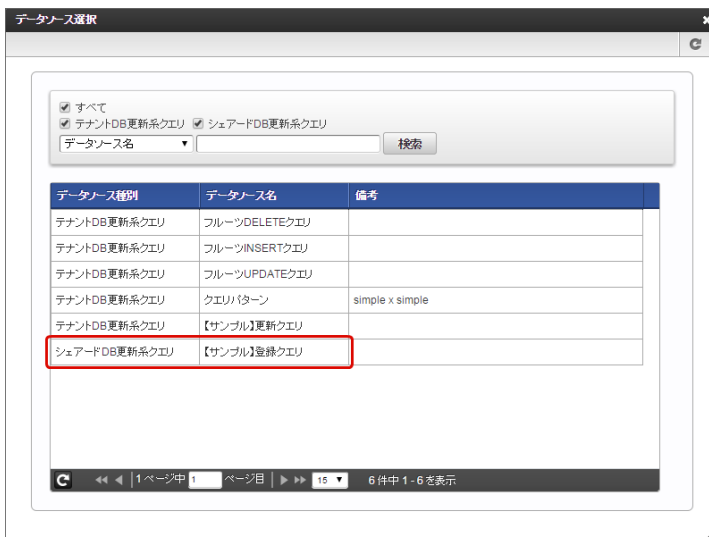 データソース選択
すべて
テナントDB更新系クエリ シェアードDB更新系クエリ
データソース名 検索
データソース種別 データソース名 備考
テナントDB更新系クエリ フルーツDELETEクエリ
テナントDB更新系クエリ フルーツINSERTクエリ
テナントDB更新系クエリ フルーツUPDATEクエリ
テナントDB更新系クエリ クエリパターン simple x simple
テナントDB更新系クエリ 【サンプル】更新クエリ
シェアードDB更新系クエリ 【サンプル】登録クエリ
1 ページ中 1 ページ目 15 6 件中 1 - 6 を表示